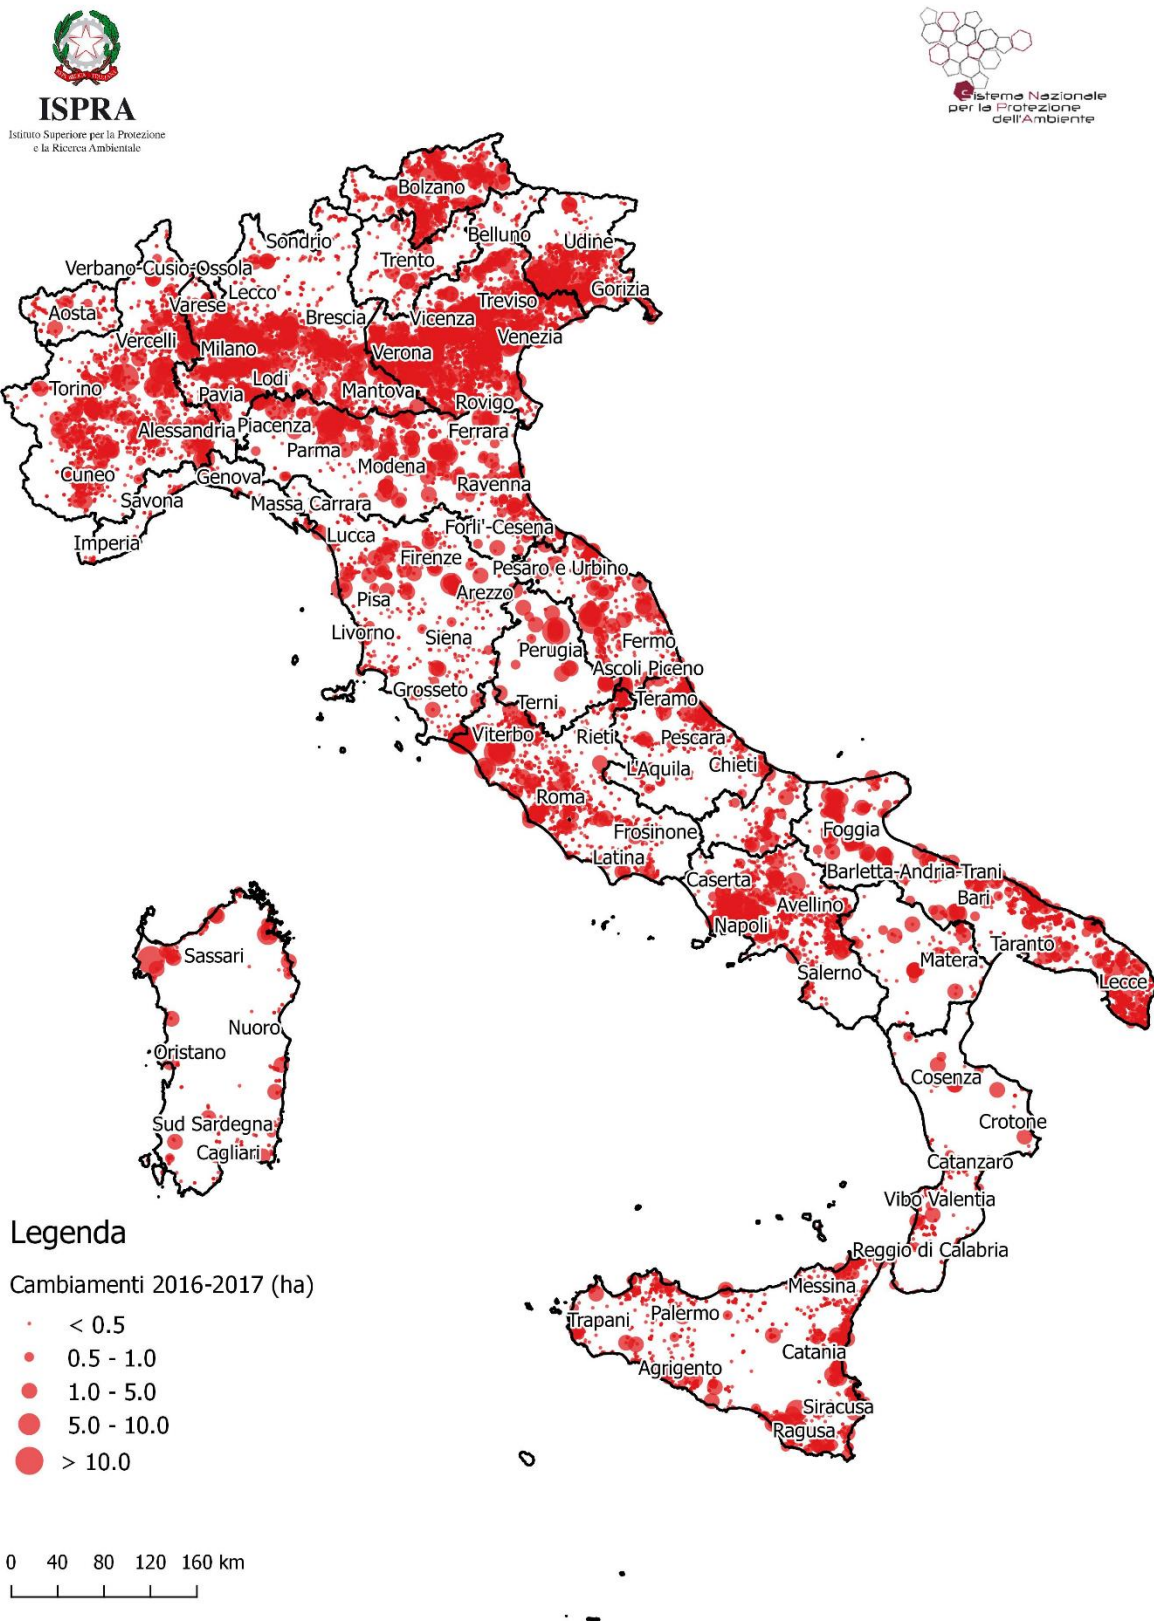 ISPRA
Istituto Superiore per la Protezione
e la Ricerca Ambientale
Sistema Nazionale
per la Protezione
dell'Ambiente
Bolzano
Sondrio
Belluno
Udine
Trento
Verbano-Cusio-Ossola
Lecco
Gorizia
Aosta
Varese
Treviso
Brescia
Vicenza
Vercelli
Milano
Verona
Venezia
Torino
Lodi
Pavia
Mantova
Rovigo
Alessandria
Piacenza
Ferrara
Parma
Modena
Cuneo
Genova
Ravenna
Savona
Massa Carrara
Imperia
Lucca
Forli'-Cesena
Firenze
Pesaro e Urbino
Pisa
Arezzo
Livorno
Siena
Perugia
Fermo
Ascoli Piceno
Grosseto
Terni
Teramo
Viterbo
Rieti
Pescara
L'Aquila
Chieti
Roma
Frosinone
Foggia
Latina
Caserta
Barletta-Andria-Trani
Avellino
Bari
Napoli
Taranto
Sassari
Salerno
Matera
Lecce
Nuoro
Oristano
Cosenza
Sud Sardegna
Crotone
Cagliari
Catanzaro
Vibo Valentia
Reggio di Calabria
Messina
Trapani
Palermo
Catania
Agrigento
Siracusa
Ragusa
Legenda
Cambiamenti 2016-2017 (ha)
< 0.5
0.5 - 1.0
1.0 - 5.0
5.0 - 10.0
> 10.0
0 40 80 120 160 km